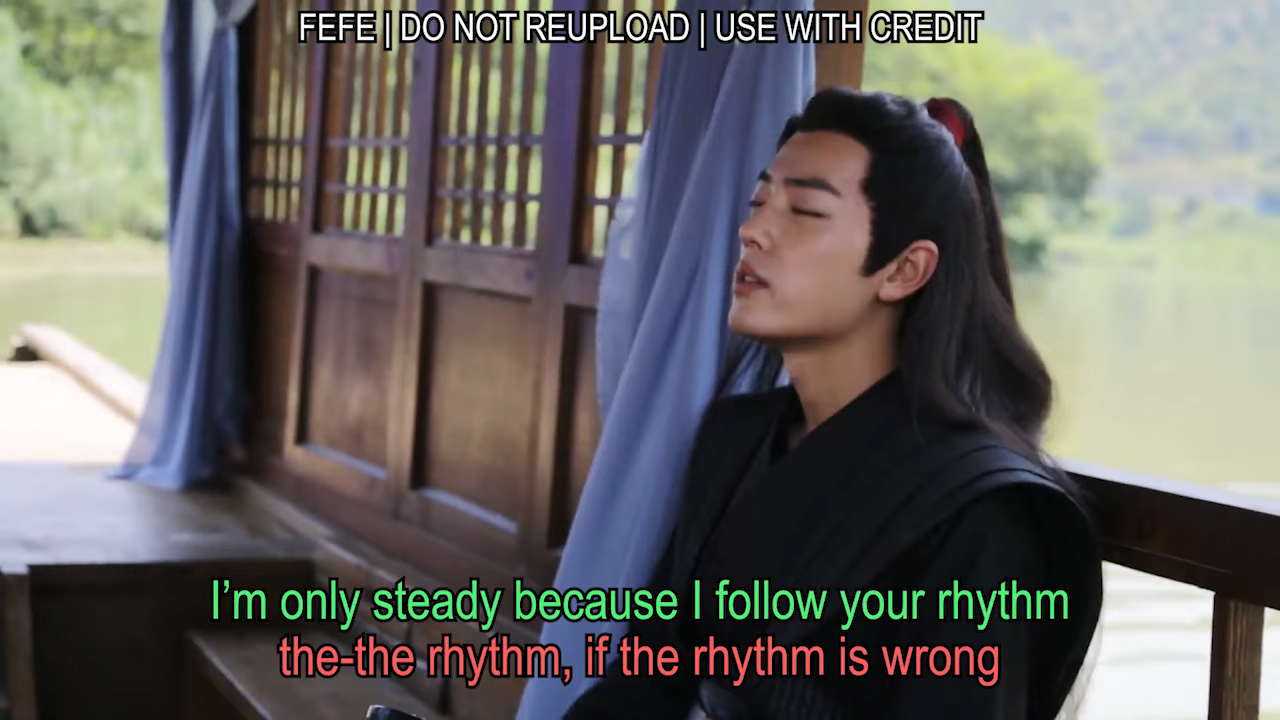 FEFE | DO NOT REUPLOAD | USE WITH CREDIT
I’m only steady because I follow your rhythm
the-the rhythm, if the rhythm is wrong